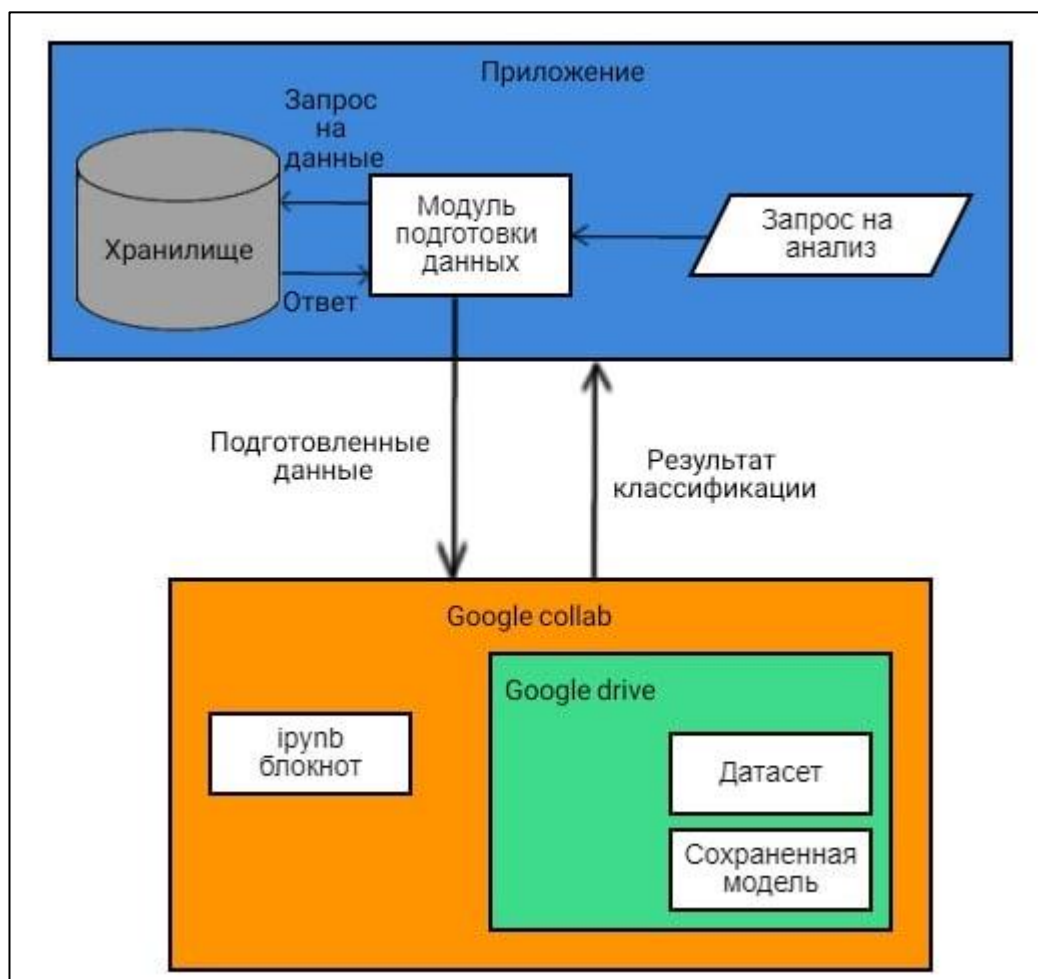 Приложение
Запрос
на
данные
Хранилище
Ответ
Модуль
подготовки
данных
Запрос на
анализ
Подготовленные
данные
Результат
классификации
Google collab
ipynb
блокнот
Google drive
Датасет
Сохраненная
модель